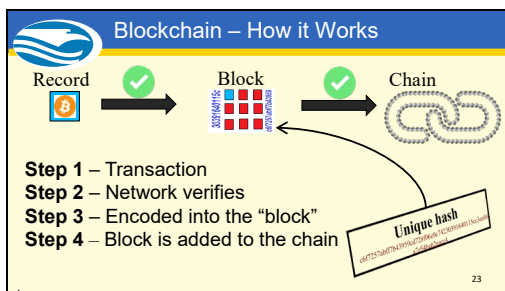 Blockchain – How it Works
Record
Block
Chain
Step 1 – Transaction
Step 2 – Network verifies
Step 3 – Encoded into the “block”
Step 4 – Block is added to the chain
Unique hash
23